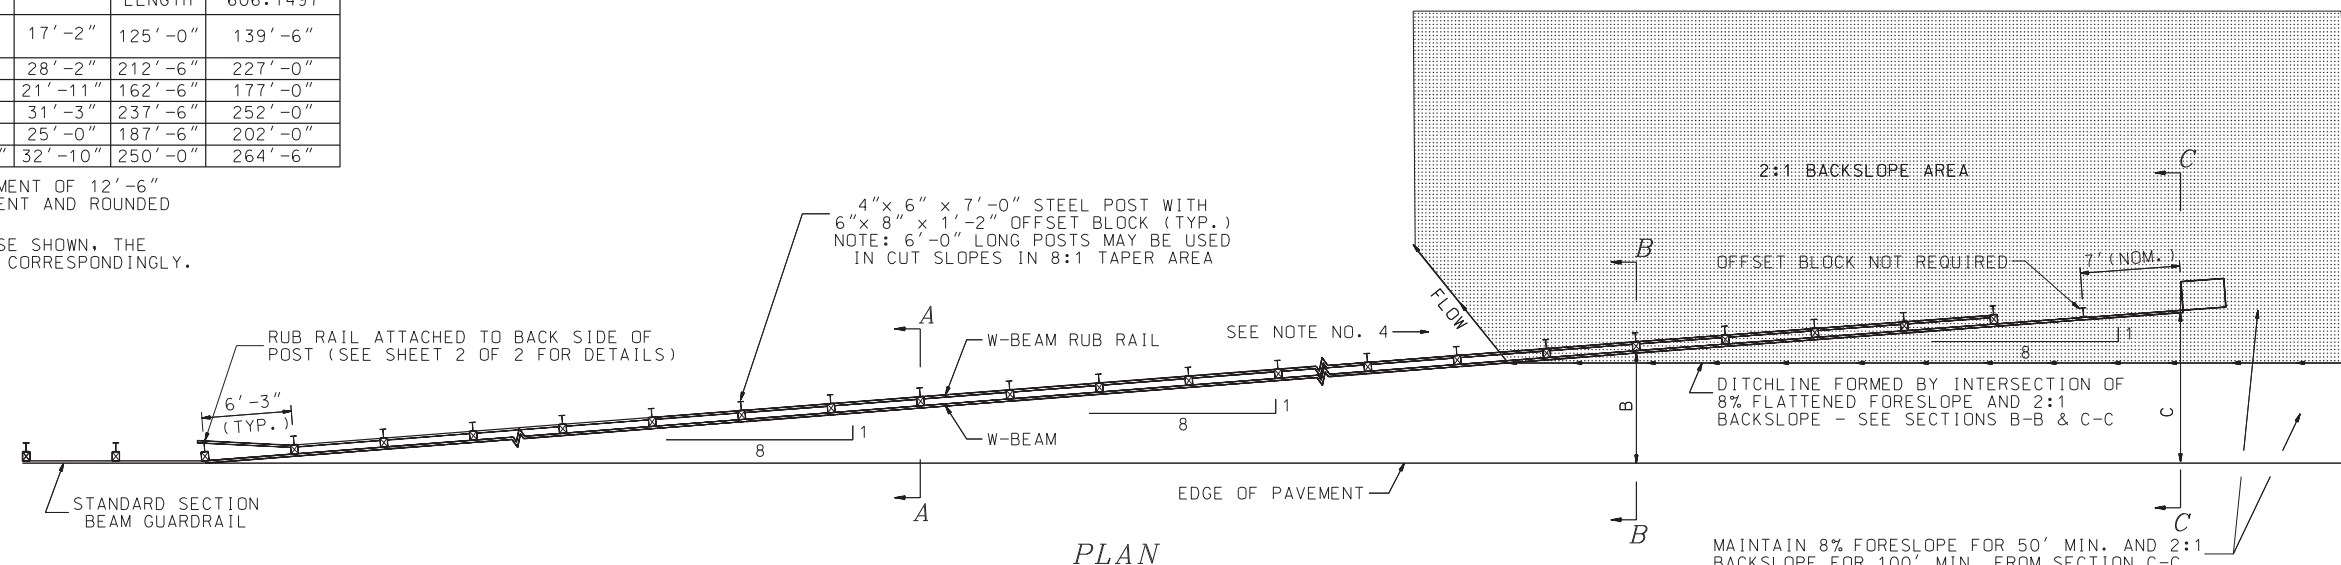 LENGTH 606.1497
17'-2" 125'-0" 139'-6"
28'-2" 212'-6" 227'-0"
21'-11" 162'-6" 177'-0"
31'-3" 237'-6" 252'-0"
25'-0" 187'-6" 202'-0"
" 32'-10" 250'-0" 264'-6"
MENT OF 12'-6"
ENT AND ROUNDED
SE SHOWN, THE
CORRESPONDINGLY.
4"x 6" x 7'-0" STEEL POST WITH
6"x 8" x 1'-2" OFFSET BLOCK (TYP.)
NOTE: 6'-0" LONG POSTS MAY BE USED
IN CUT SLOPES IN 8:1 TAPER AREA
2:1 BACKSLOPE AREA
C
B
OFFSET BLOCK NOT REQUIRED
7'(NOM.)
FLOW
A
RUB RAIL ATTACHED TO BACK SIDE OF
POST (SEE SHEET 2 OF 2 FOR DETAILS)
W-BEAM RUB RAIL
SEE NOTE NO. 4
1
8
6'-3"
(TYP.)
1
8
1
8
W-BEAM
B
C
DITCHLINE FORMED BY INTERSECTION OF
8% FLATTENED FORESLOPE AND 2:1
BACKSLOPE - SEE SECTIONS B-B & C-C
STANDARD SECTION
BEAM GUARDRAIL
EDGE OF PAVEMENT
A
B
C
PLAN
MAINTAIN 8% FORESLOPE FOR 50' MIN. AND 2:1
BACKSLOPE FOR 100' MIN. FROM SECTION C-C